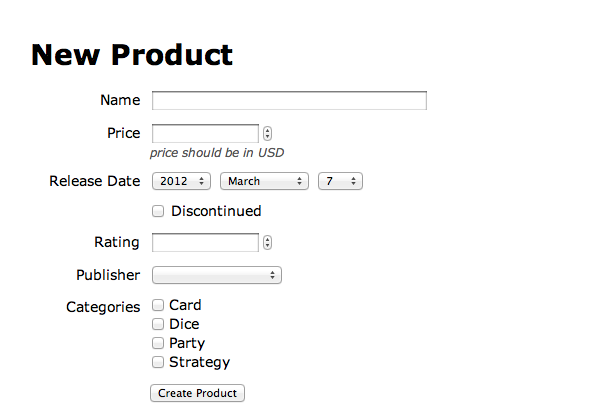 New Product
Name
Price
price should be in USD
Release Date 2012 March 7
Discontinued
Rating
Publisher
Categories Card
Dice
Party
Strategy
Create Product